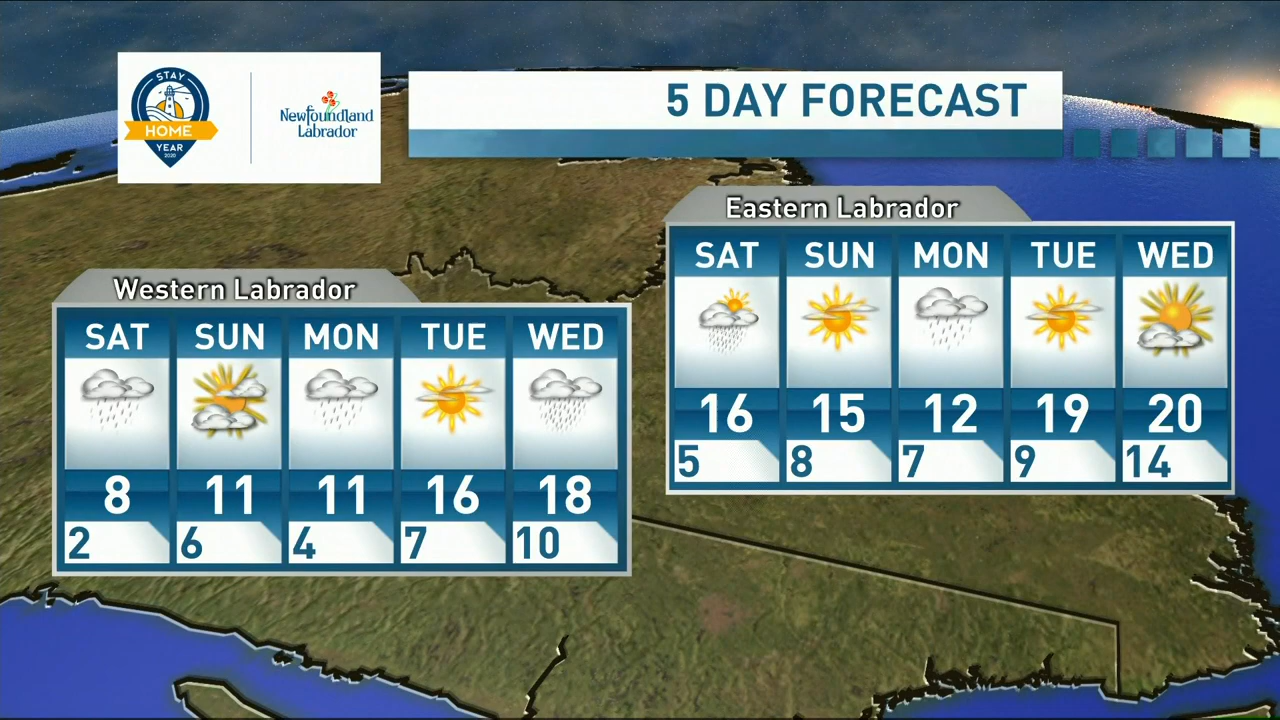 STAY
HOME
YEAR
2020
Newfoundland
Labrador
5 DAY FORECAST
Eastern Labrador
SAT SUN MON TUE WED
16 15 12 19 20
5 8 7 9 14
Western Labrador
SAT SUN MON TUE WED
8 11 11 16 18
2 6 4 7 10